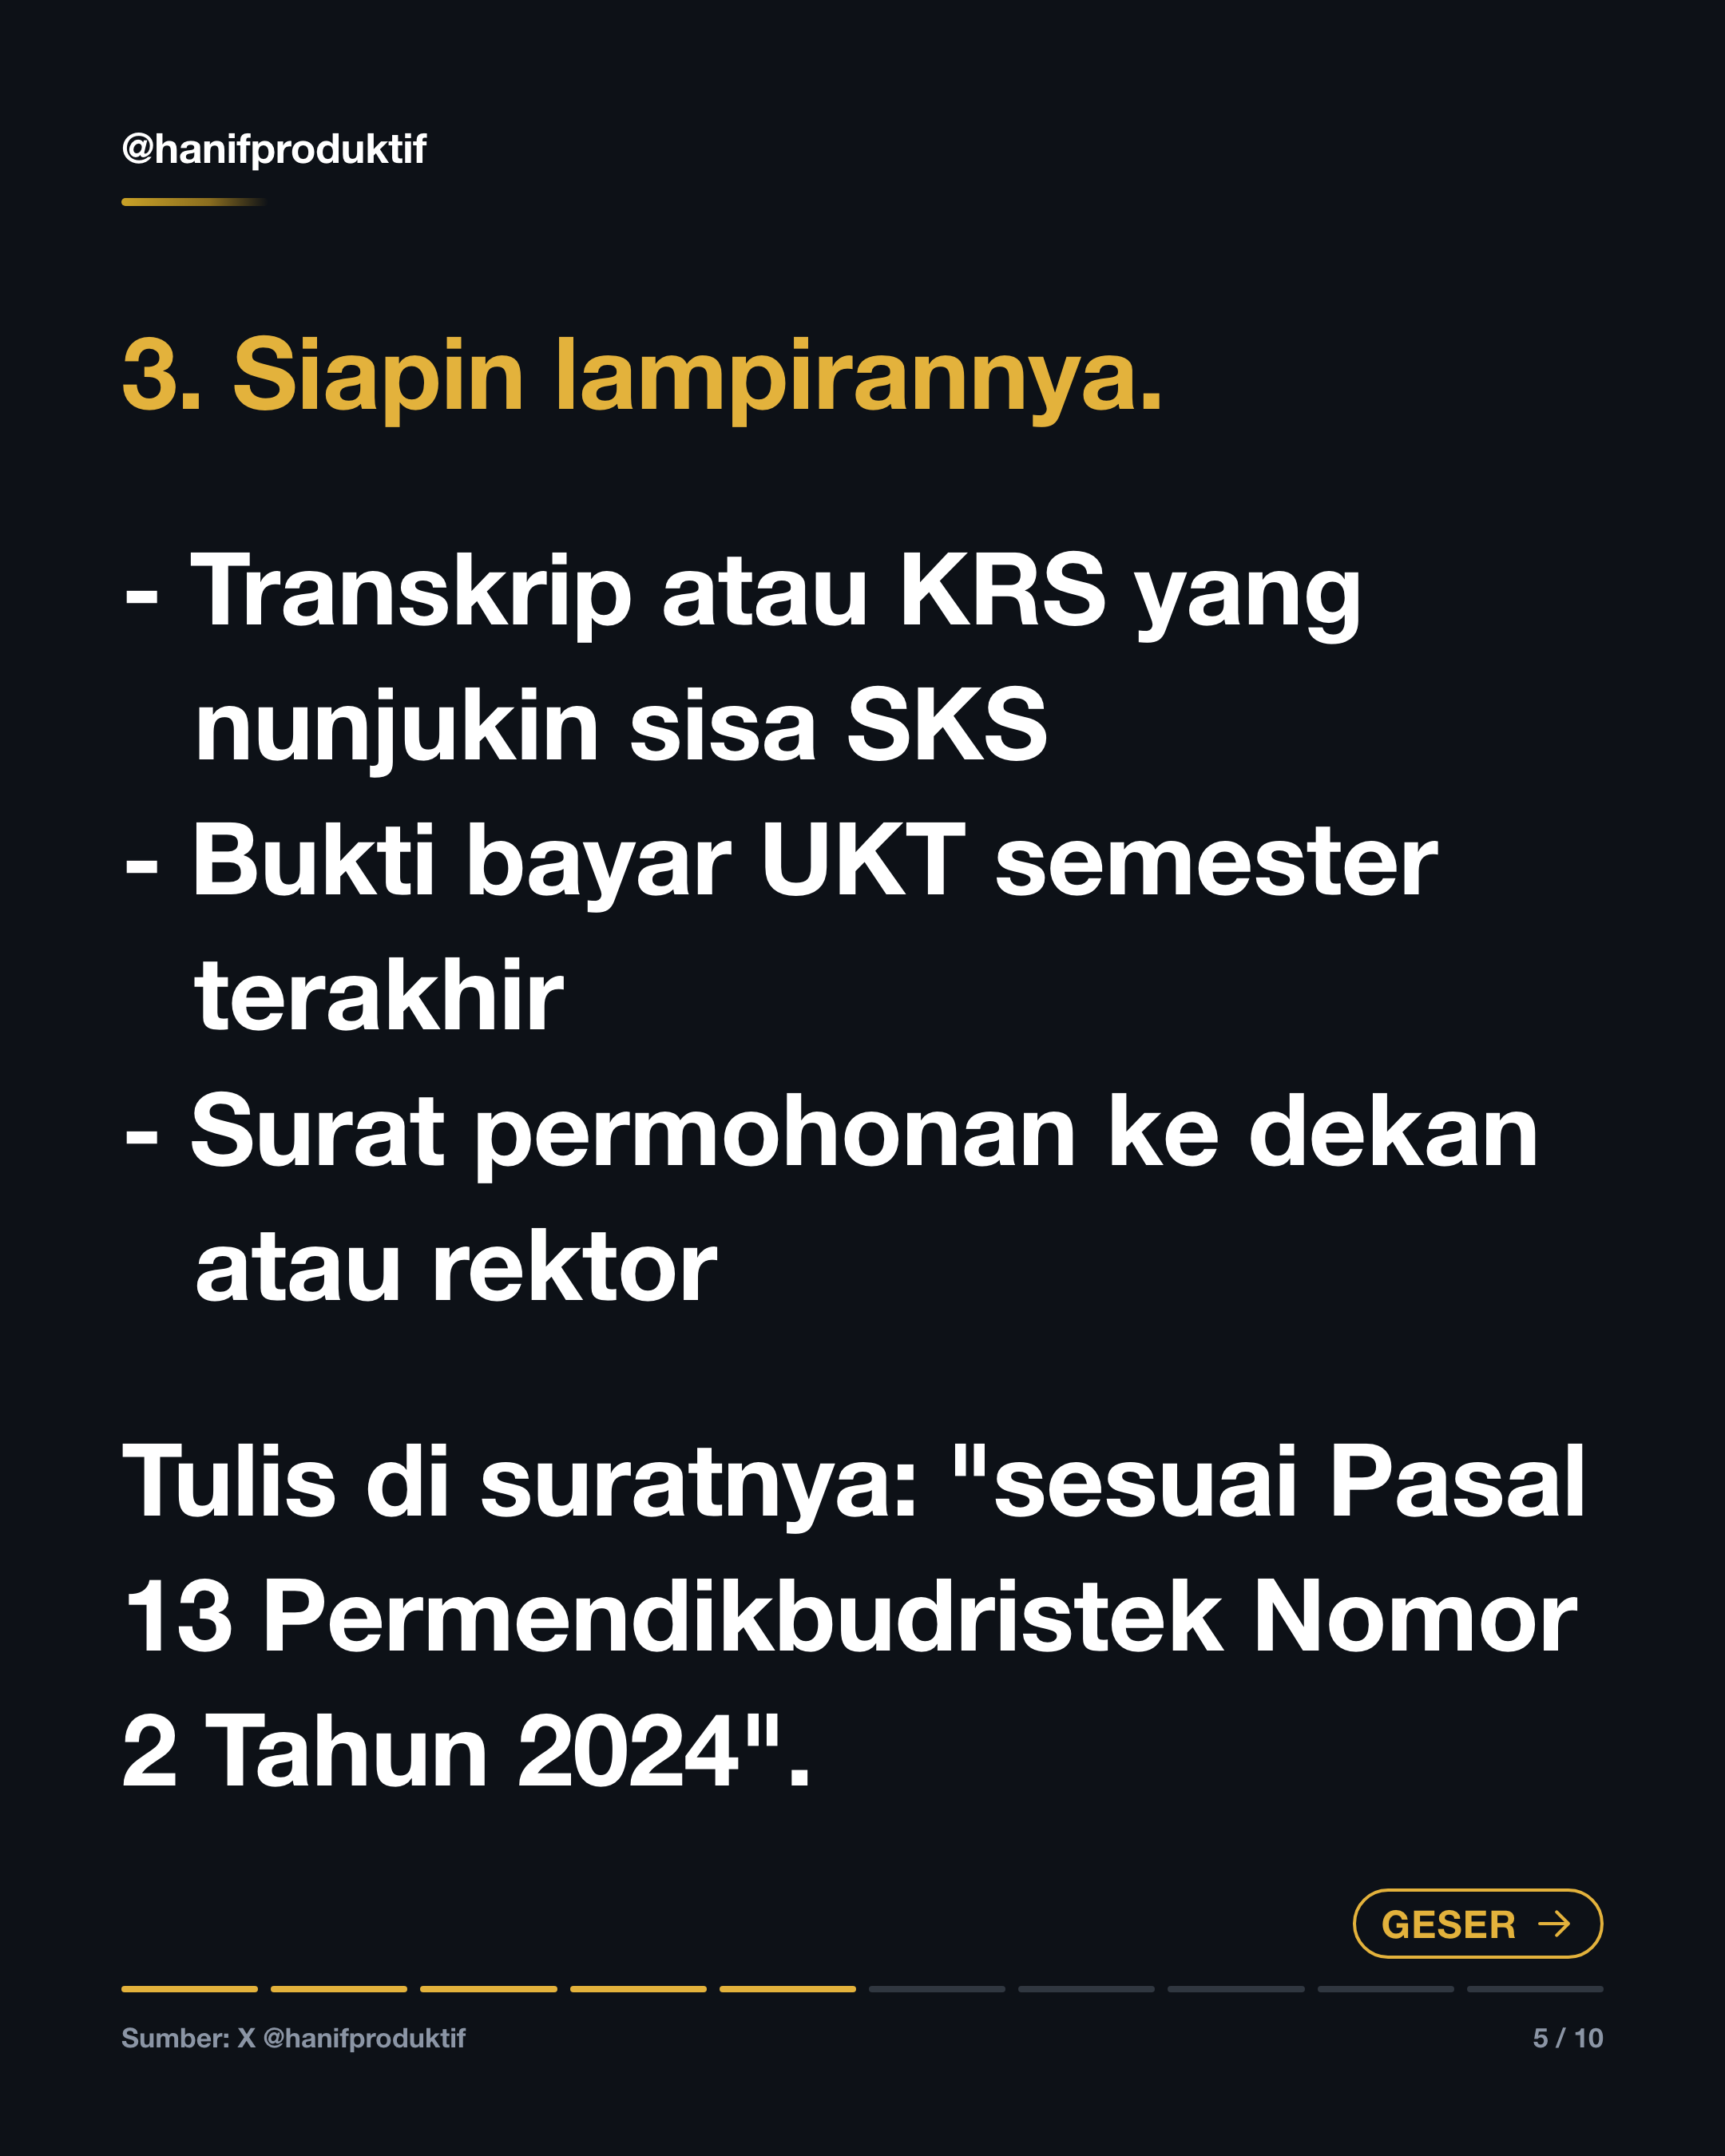 @hanifproduktif
3. Siapin lampirannya.
- Transkrip atau KRS yang
nunjukin sisa SKS
- Bukti bayar UKT semester
terakhir
- Surat permohonan ke dekan
atau rektor
Tulis di suratnya: "sesuai Pasal
13 Permendikbudristek Nomor
2 Tahun 2024".
GESER →
Sumber: X @hanifproduktif
5 / 10